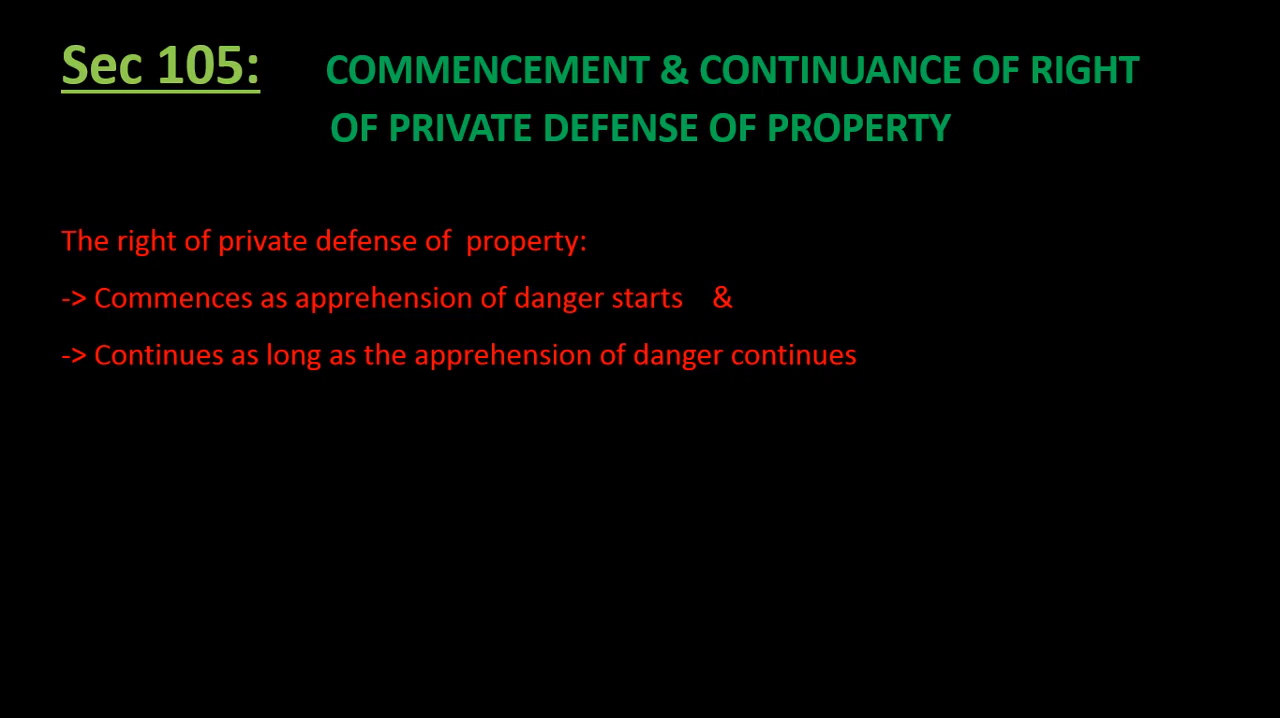 Sec 105: COMMENCEMENT & CONTINUANCE OF RIGHT
OF PRIVATE DEFENSE OF PROPERTY
The right of private defense of  property:
-> Commences as apprehension of danger starts    &
-> Continues as long as the apprehension of danger continues